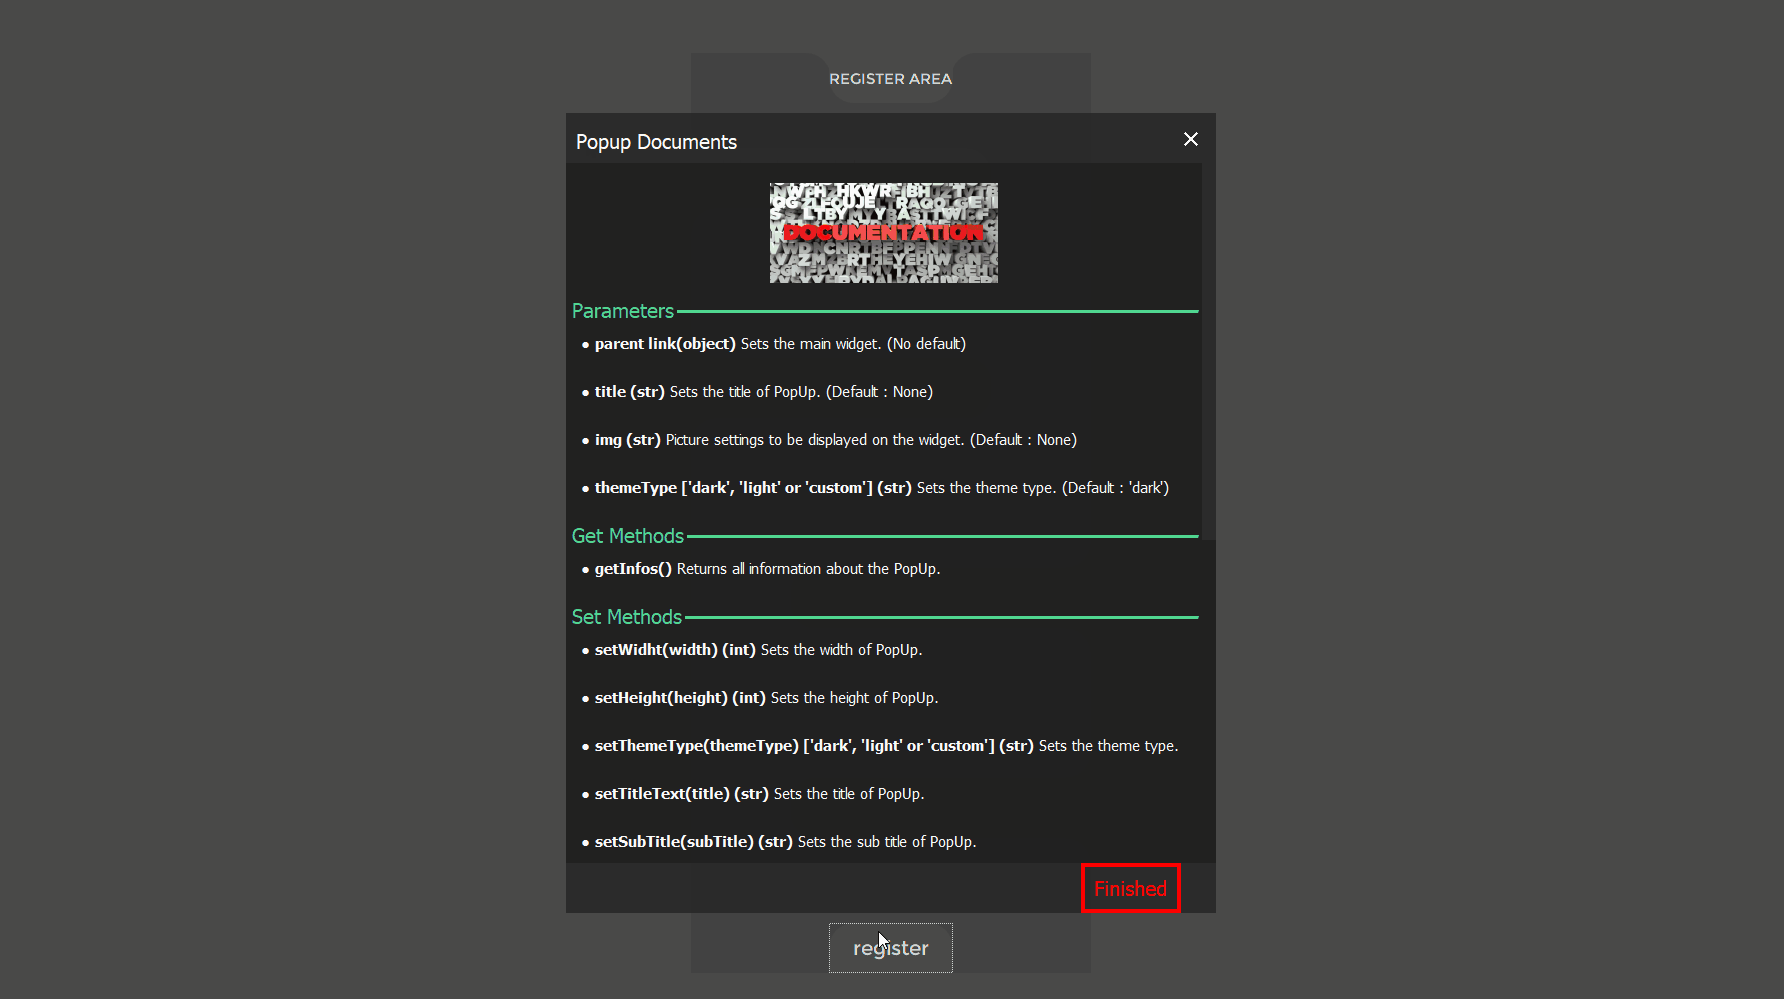 REGISTER AREA
Popup Documents
DOCUMENTATION
Parameters
● parent link(object) Sets the main widget. (No default)
● title (str) Sets the title of PopUp. (Default : None)
● img (str) Picture settings to be displayed on the widget. (Default : None)
● themeType ['dark', 'light' or 'custom'] (str) Sets the theme type. (Default : 'dark')
Get Methods
● getInfos() Returns all information about the PopUp.
Set Methods
● setWidht(width) (int) Sets the width of PopUp.
● setHeight(height) (int) Sets the height of PopUp.
● setThemeType(themeType) ['dark', 'light' or 'custom'] (str) Sets the theme type.
● setTitleText(title) (str) Sets the title of PopUp.
● setSubTitle(subTitle) (str) Sets the sub title of PopUp.
Finished
register